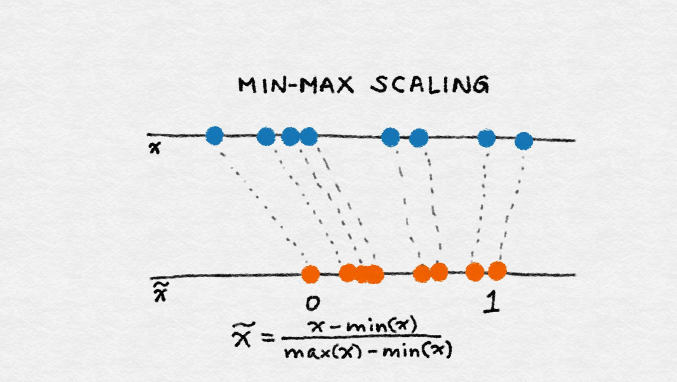 MIN-MAX SCALING
x
x̃
0 1
x̃ = x - min(x) / max(x) - min(x)